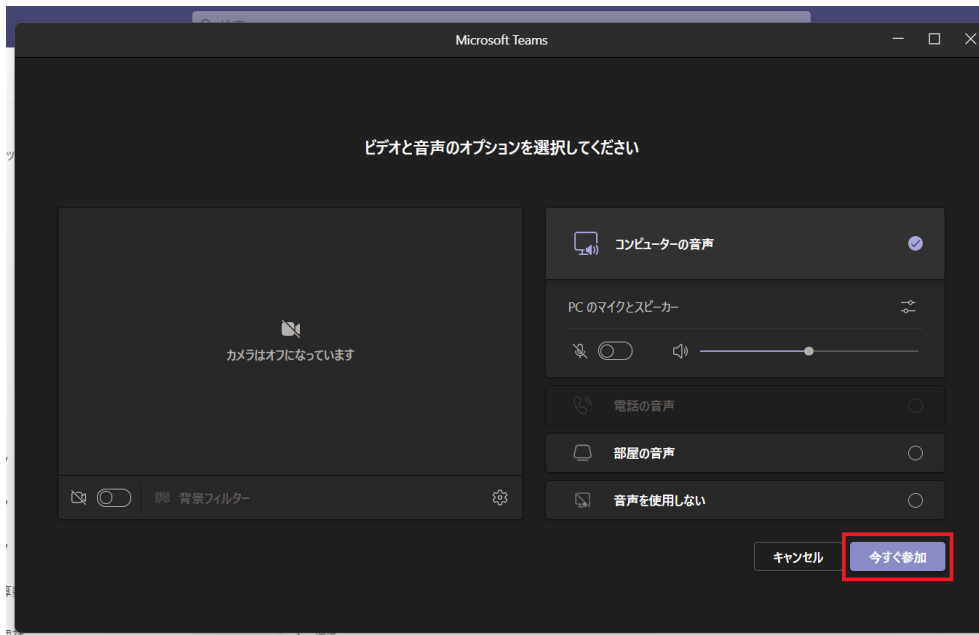 Microsoft Teams
ビデオと音声のオプションを選択してください
コンピューターの音声
PC のマイクとスピーカー
カメラはオフになっています
電話の音声
部屋の音声
背景フィルター
音声を使用しない
キャンセル
今すぐ参加